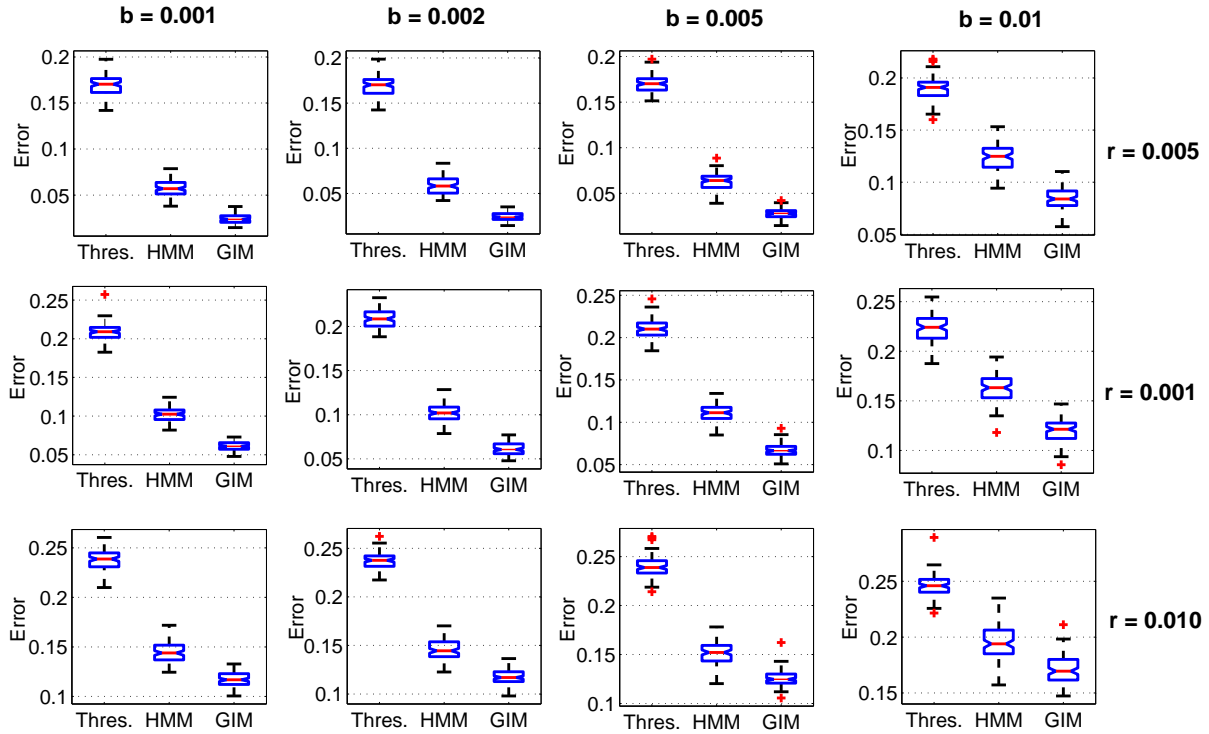 b = 0.001
b = 0.002
b = 0.005
b = 0.01
0.2
0.15
0.1
0.05
Error
Thres. HMM GIM
0.2
0.15
0.1
0.05
Error
Thres. HMM GIM
0.2
0.15
0.1
0.05
Error
Thres. HMM GIM
0.2
0.15
0.1
0.05
Error
Thres. HMM GIM
r = 0.005
0.25
0.2
0.15
0.1
0.05
Error
Thres. HMM GIM
0.2
0.15
0.1
0.05
Error
Thres. HMM GIM
0.25
0.2
0.15
0.1
0.05
Error
Thres. HMM GIM
0.25
0.2
0.15
0.1
Error
Thres. HMM GIM
r = 0.001
0.25
0.2
0.15
0.1
Error
Thres. HMM GIM
0.25
0.2
0.15
0.1
Error
Thres. HMM GIM
0.25
0.2
0.15
0.1
Error
Thres. HMM GIM
0.25
0.2
0.15
Error
Thres. HMM GIM
r = 0.010